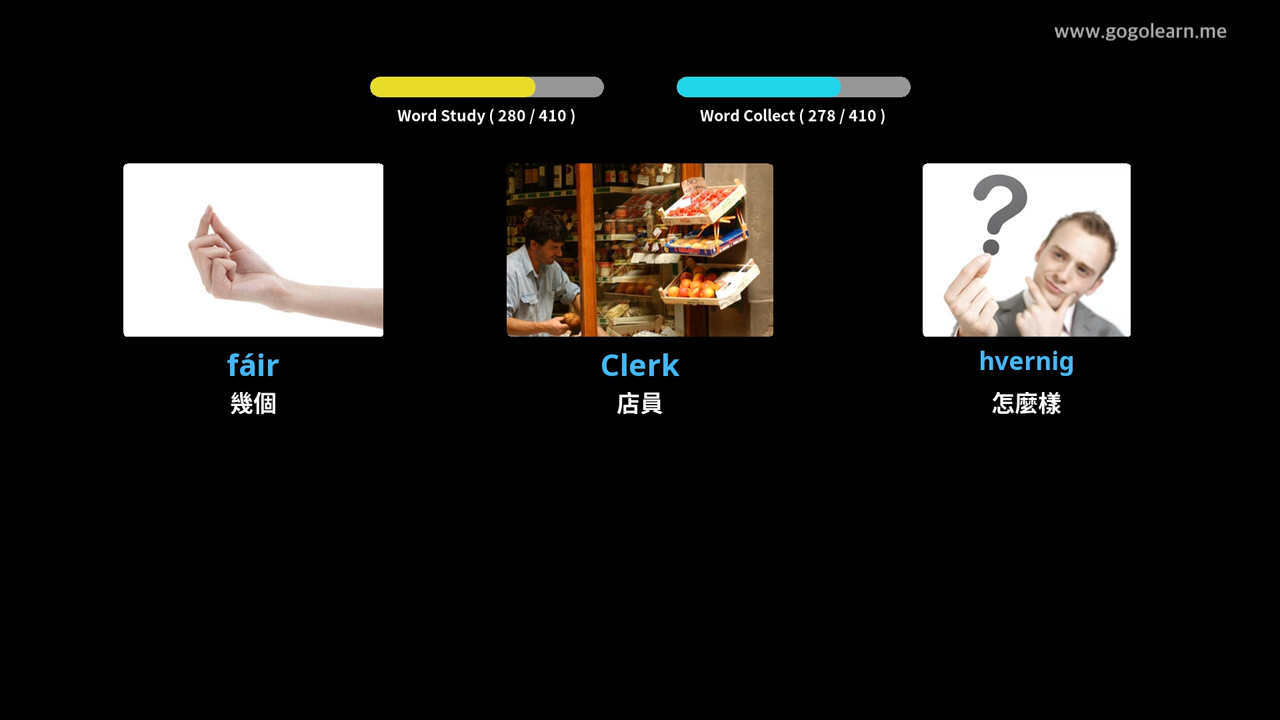 www.gogolearn.me
Word Study ( 280 / 410 )
Word Collect ( 278 / 410 )
fáir
幾個
Clerk
店員
hvernig
怎麼樣